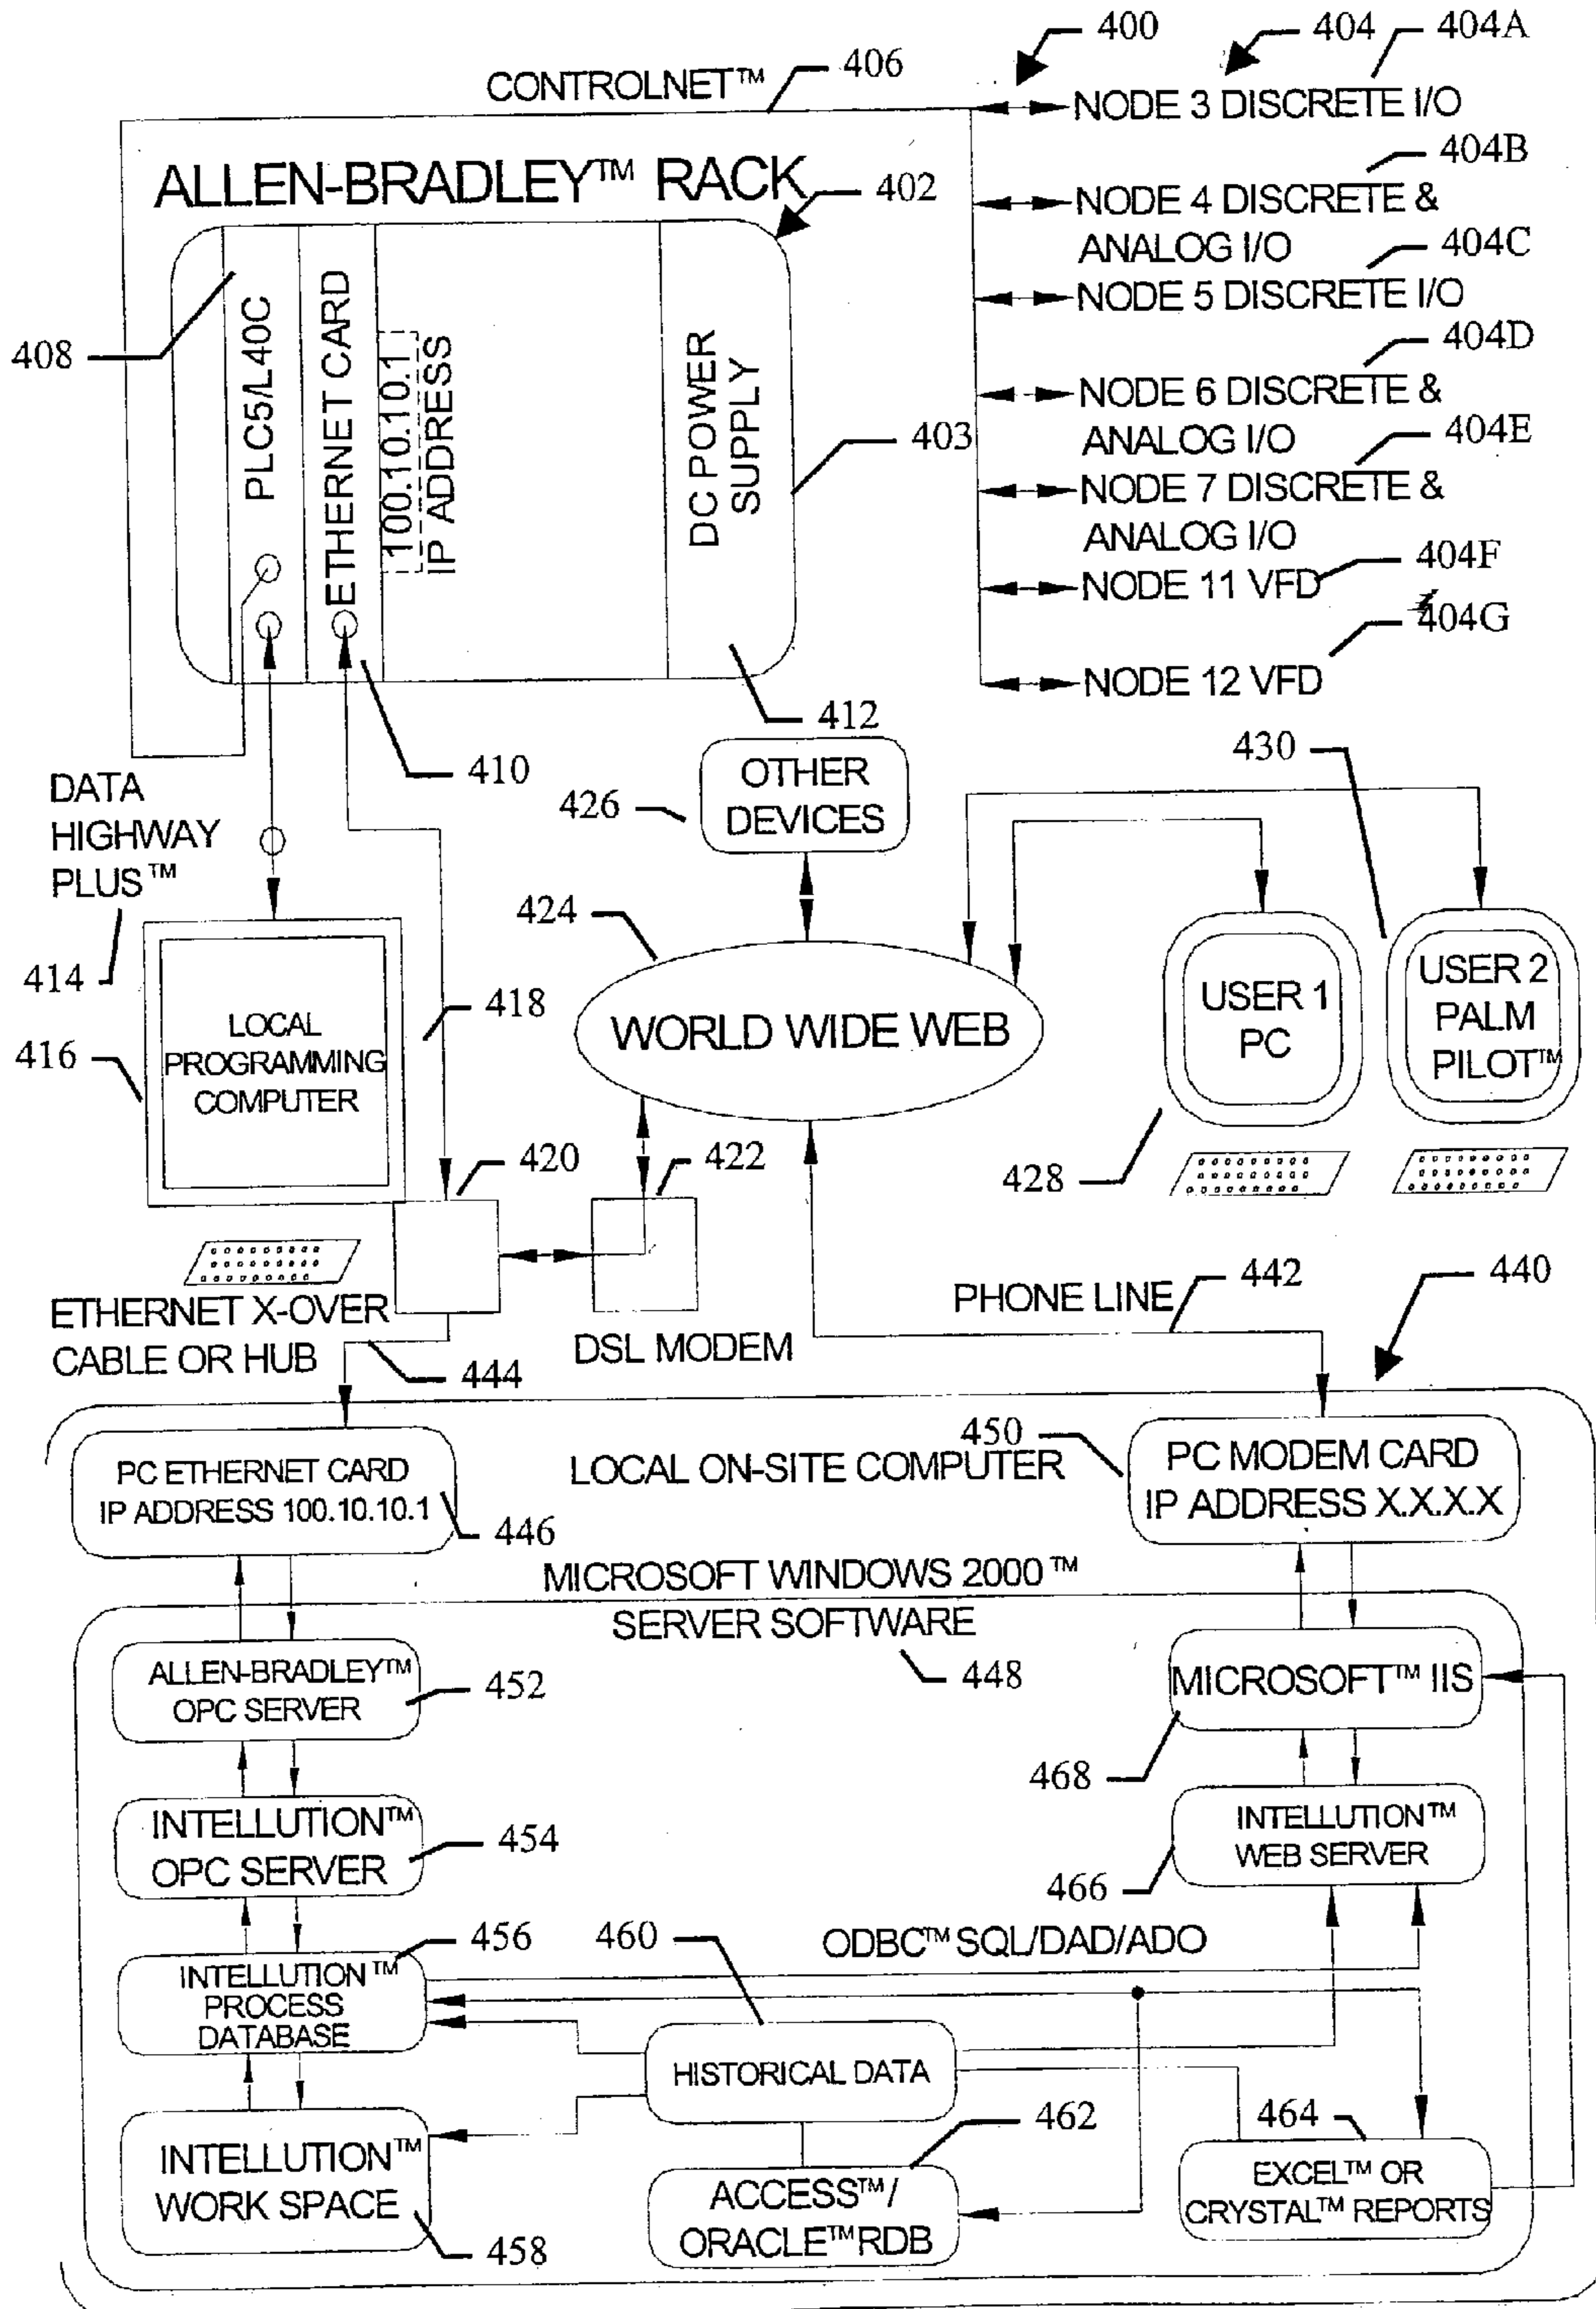 400
404
404A
CONTROLNET™
406
NODE 3 DISCRETE I/O
ALLEN-BRADLEY™ RACK
402
404B
NODE 4 DISCRETE &
ANALOG I/O
404C
NODE 5 DISCRETE I/O
408
PLC5/L40C
ETHERNET CARD
100.10.10.1
IP ADDRESS
DC POWER
SUPPLY
403
404D
NODE 6 DISCRETE &
ANALOG I/O
404E
NODE 7 DISCRETE &
ANALOG I/O
404F
NODE 11 VFD
404G
NODE 12 VFD
412
410
DATA
HIGHWAY
PLUS™
414
OTHER
DEVICES
426
430
424
WORLD WIDE WEB
USER 1
PC
USER 2
PALM
PILOT™
418
416
LOCAL
PROGRAMMING
COMPUTER
420
422
428
ETHERNET X-OVER
CABLE OR HUB
444
DSL MODEM
PHONE LINE
442
440
PC ETHERNET CARD
IP ADDRESS 100.10.10.1
446
LOCAL ON-SITE COMPUTER
450
PC MODEM CARD
IP ADDRESS X.X.X.X
MICROSOFT WINDOWS 2000™
SERVER SOFTWARE
448
ALLEN-BRADLEY™
OPC SERVER
452
MICROSOFT™ IIS
468
INTELLUTION™
OPC SERVER
454
INTELLUTION™
WEB SERVER
466
456
460
ODBC™ SQL/DAD/ADO
INTELLUTION™
PROCESS
DATABASE
HISTORICAL DATA
462
464
INTELLUTION™
WORK SPACE
458
ACCESS™/
ORACLE™RDB
EXCEL™ OR
CRYSTAL™ REPORTS